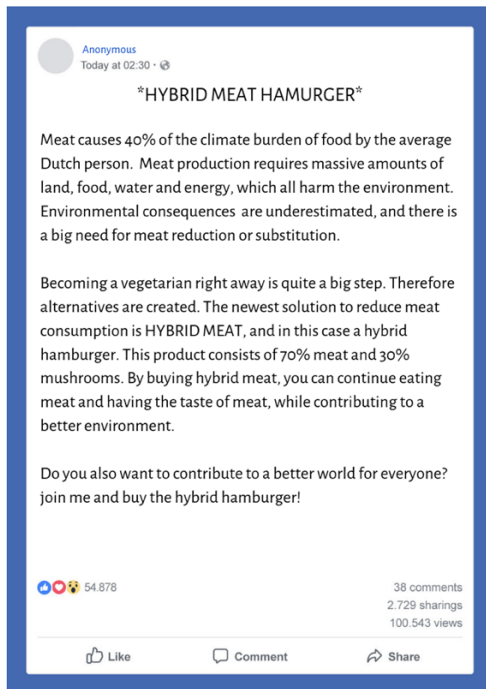 Anonymous
Today at 02:30 ·
*HYBRID MEAT HAMURGER*
Meat causes 40% of the climate burden of food by the average
Dutch person. Meat production requires massive amounts of
land, food, water and energy, which all harm the environment.
Environmental consequences are underestimated, and there is
a big need for meat reduction or substitution.
Becoming a vegetarian right away is quite a big step. Therefore
alternatives are created. The newest solution to reduce meat
consumption is HYBRID MEAT, and in this case a hybrid
hamburger. This product consists of 70% meat and 30%
mushrooms. By buying hybrid meat, you can continue eating
meat and having the taste of meat, while contributing to a
better environment.
Do you also want to contribute to a better world for everyone?
join me and buy the hybrid hamburger!
54.878
38 comments
2.729 sharings
100.543 views
Like Comment Share